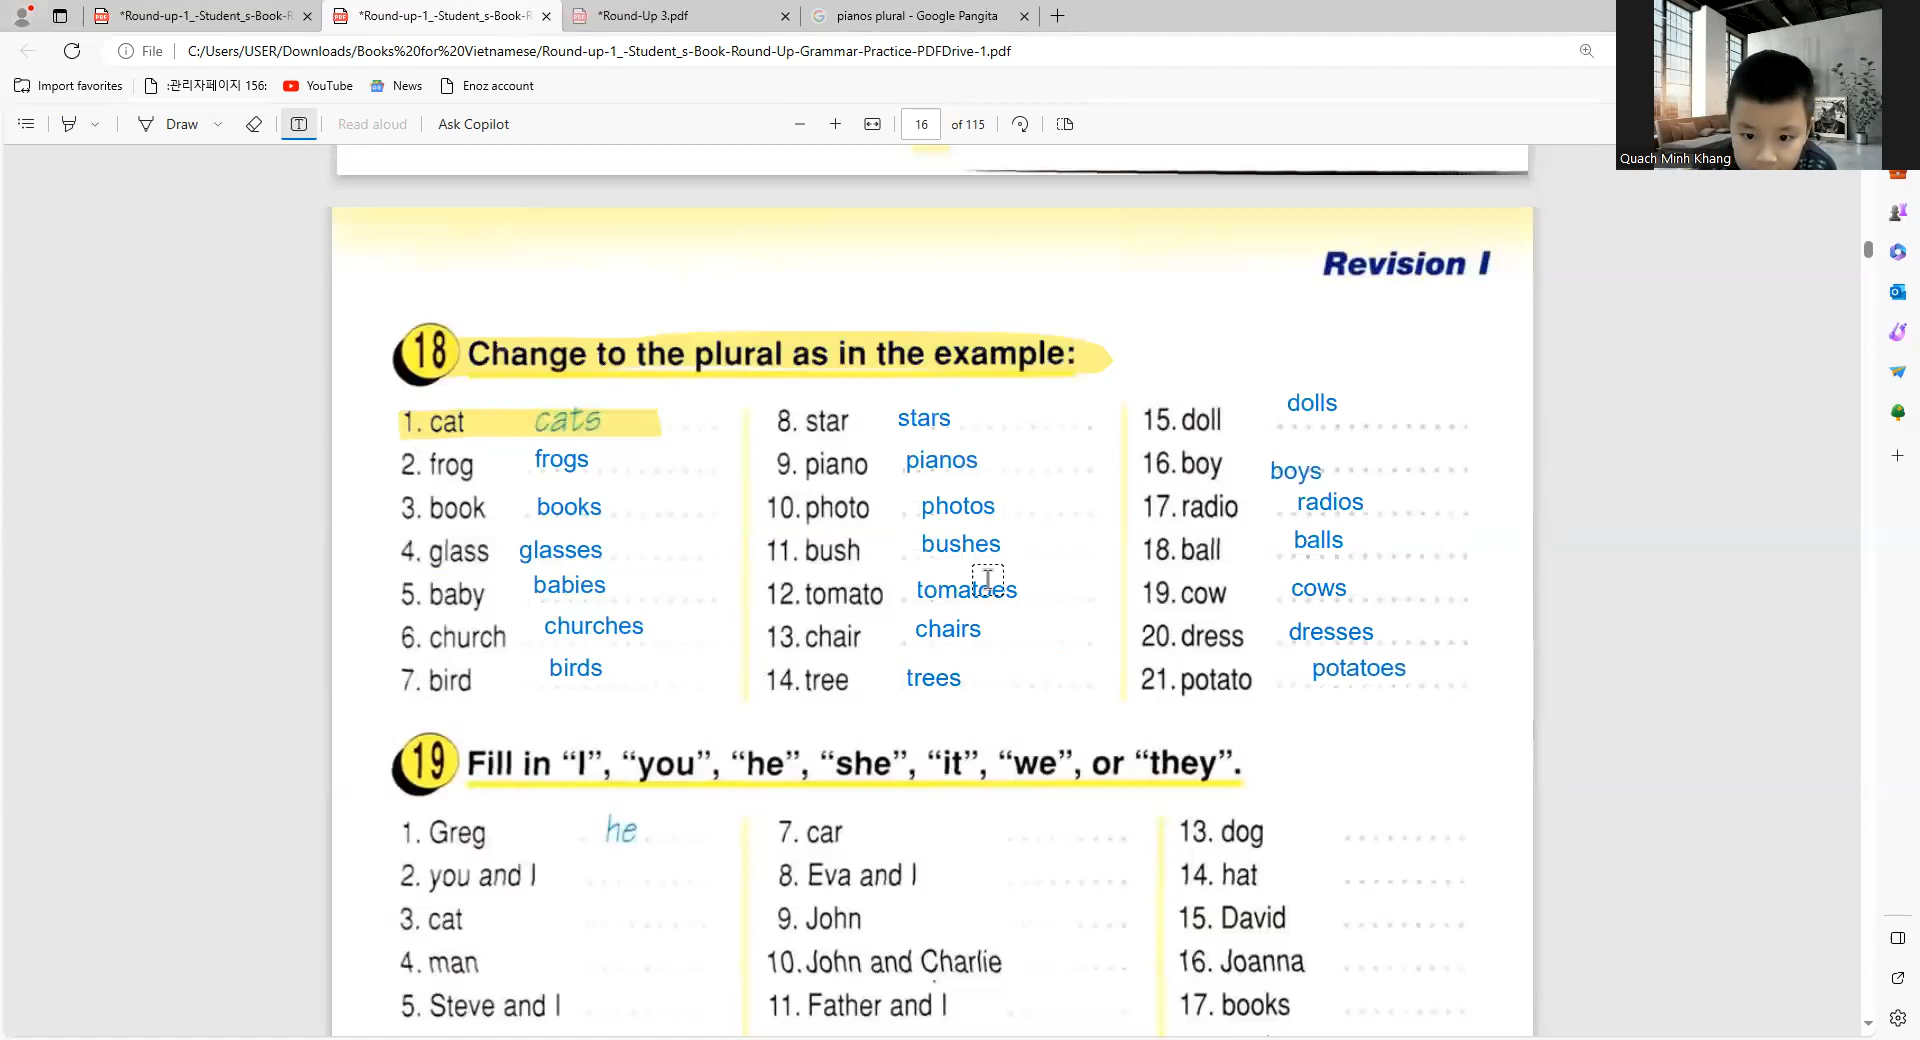 *Round-up-1_-Student_s-Book-R
*Round-up-1_-Student_s-Book-R
*Round-Up 3.pdf
pianos plural - Google Pangita
File
C:/Users/USER/Downloads/Books%20for%20Vietnamese/Round-up-1_-Student_s-Book-Round-Up-Grammar-Practice-PDFDrive-1.pdf
Import favorites
:관리자페이지 156:
YouTube
News
Enoz account
Draw
Read aloud
Ask Copilot
16 of 115
Quach Minh Khang
Revision I
18 Change to the plural as in the example:
1. cat cats
2. frog frogs
3. book books
4. glass glasses
5. baby babies
6. church churches
7. bird birds
8. star stars
9. piano pianos
10. photo photos
11. bush bushes
12. tomato tomatoes
13. chair chairs
14. tree trees
15. doll dolls
16. boy boys
17. radio radios
18. ball balls
19. cow cows
20. dress dresses
21. potato potatoes
19 Fill in “I”, “you”, “he”, “she”, “it”, “we”, or “they”.
1. Greg he
2. you and I
3. cat
4. man
5. Steve and I
7. car
8. Eva and I
9. John
10. John and Charlie
11. Father and I
13. dog
14. hat
15. David
16. Joanna
17. books